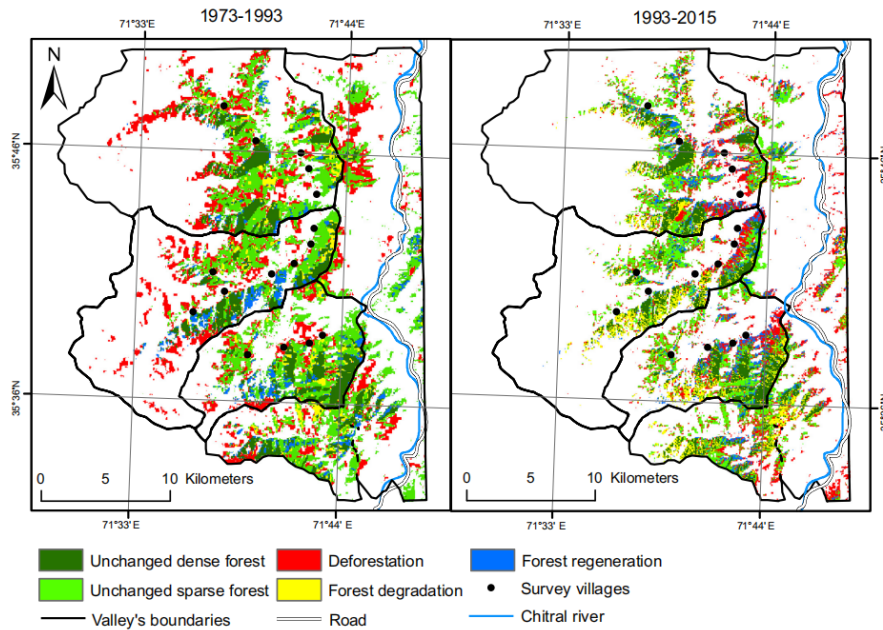 1973-1993
1993-2015
71°33'E
71°44'E
71°33'E
71°44'E
N
35°46'N
35°36'N
0 5 10 Kilometers
0 5 10 Kilometers
71°33'E
71°44'E
71°33'E
71°44'E
Unchanged dense forest
Deforestation
Forest regeneration
Unchanged sparse forest
Forest degradation
Survey villages
Valley's boundaries
Road
Chitral river